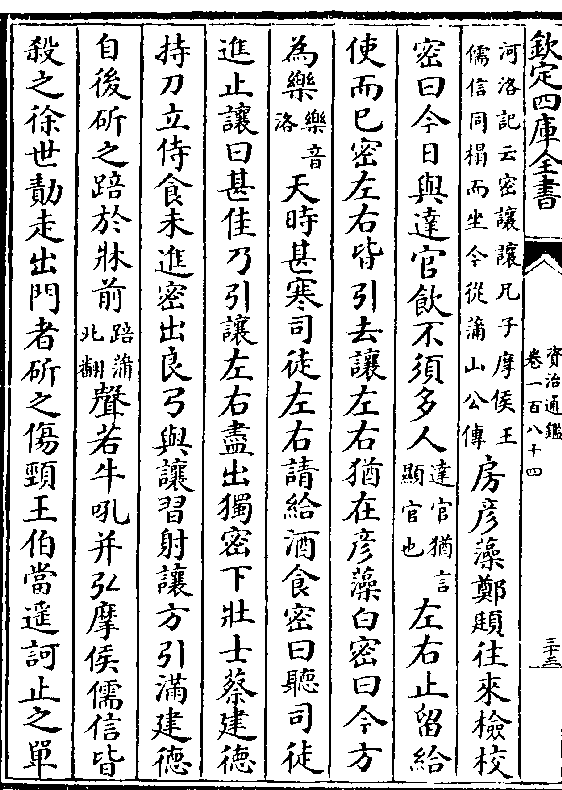 欽定四庫全書
資治通鑑
卷一百八十四
三十三
河洛記云密讓讓兄子摩侯王
儒信同榻而坐今從蒲山公傳
房彦藻鄭頲往來檢校
密曰今日與達官飲不須多人
達官猶言
顯官也
左右止留給
使而已密左右皆引去讓左右猶在彦藻白密曰今方
為樂
樂音
洛
天時甚寒司徒左右請給酒食密曰聽司徒
進止讓曰甚佳乃引讓左右盡出獨密下壯士蔡建德
持刀立侍食未進密出良弓與讓習射讓方引滿建德
自後斫之踣於牀前
踣蒲
北翻
聲若牛吼并弘摩侯儒信皆
殺之徐世勣走出門者斫之傷頸王伯當遥訶止之單